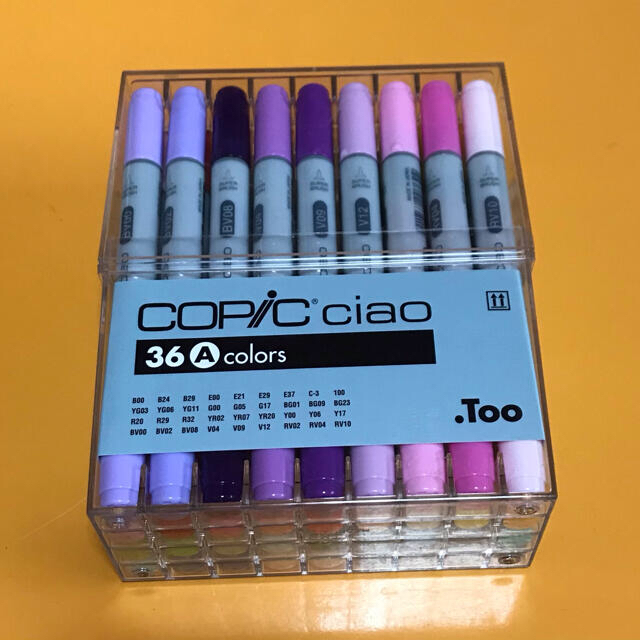 BV08
V09
V12
RV10
COPiC ciao
36 A colors
B00 B24 B29 E00 E21 E29 E37 C-3 100
YG03 YG06 YG11 G00 G05 G17 BG01 BG09 BG23
R20 R29 R32 YR02 YR07 YR20 Y00 Y06 Y17
BV00 BV02 BV08 V04 V09 V12 RV02 RV04 RV10
.Too